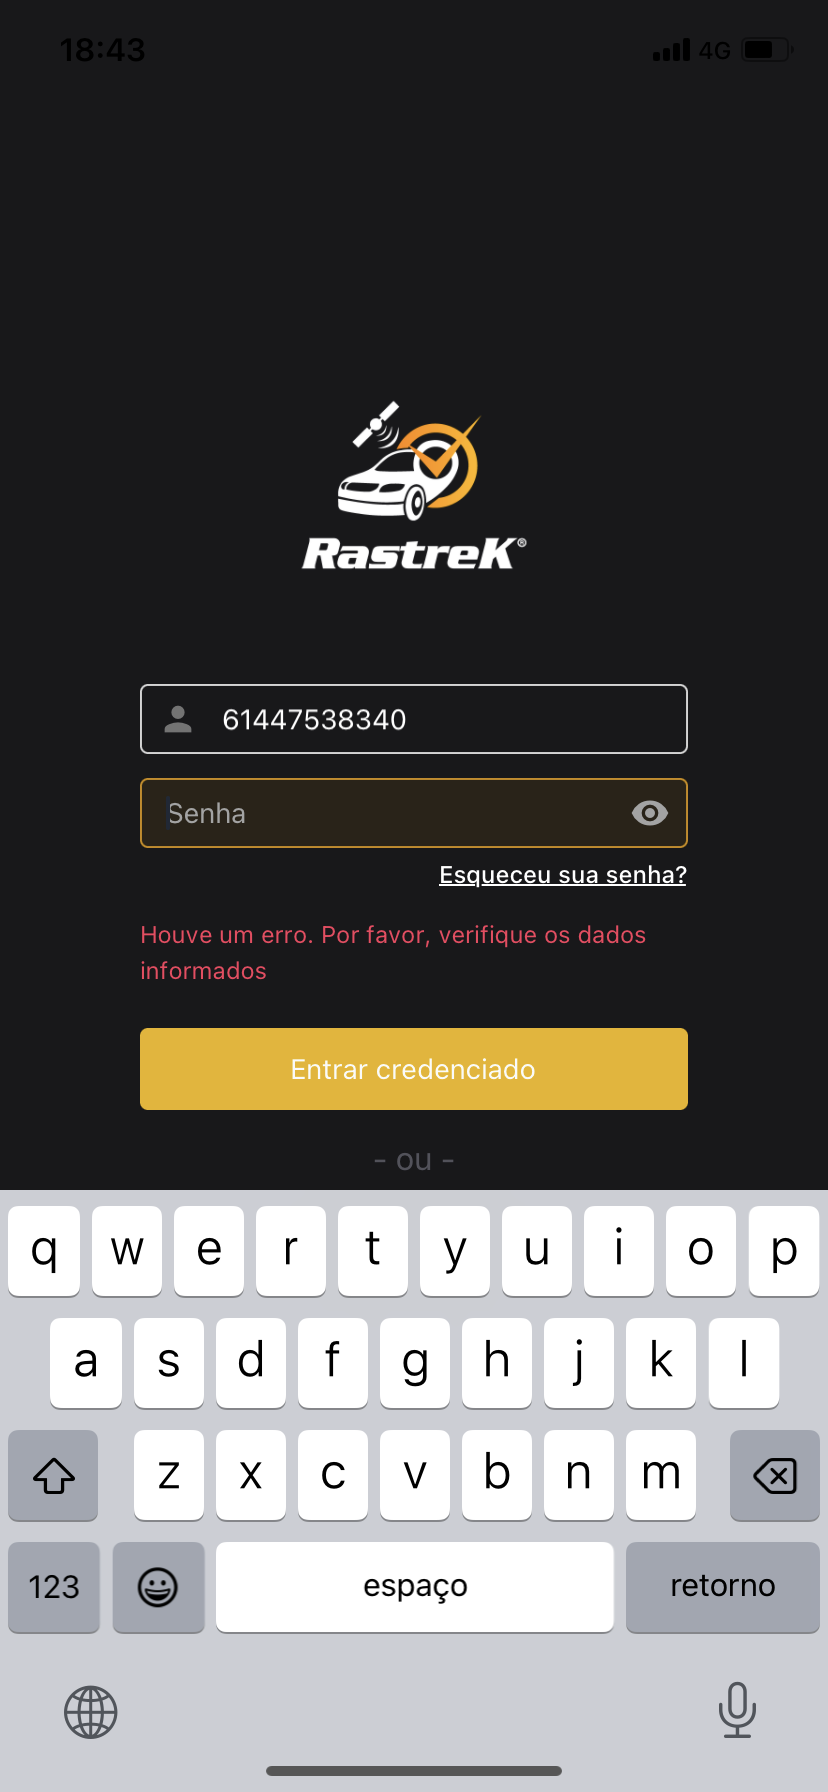 18:43
4G
RastreK®
61447538340
Senha
Esqueceu sua senha?
Houve um erro. Por favor, verifique os dados
informados
Entrar credenciado
- ou -
q w e r t y u i o p
a s d f g h j k l
z x c v b n m
123 espaço retorno